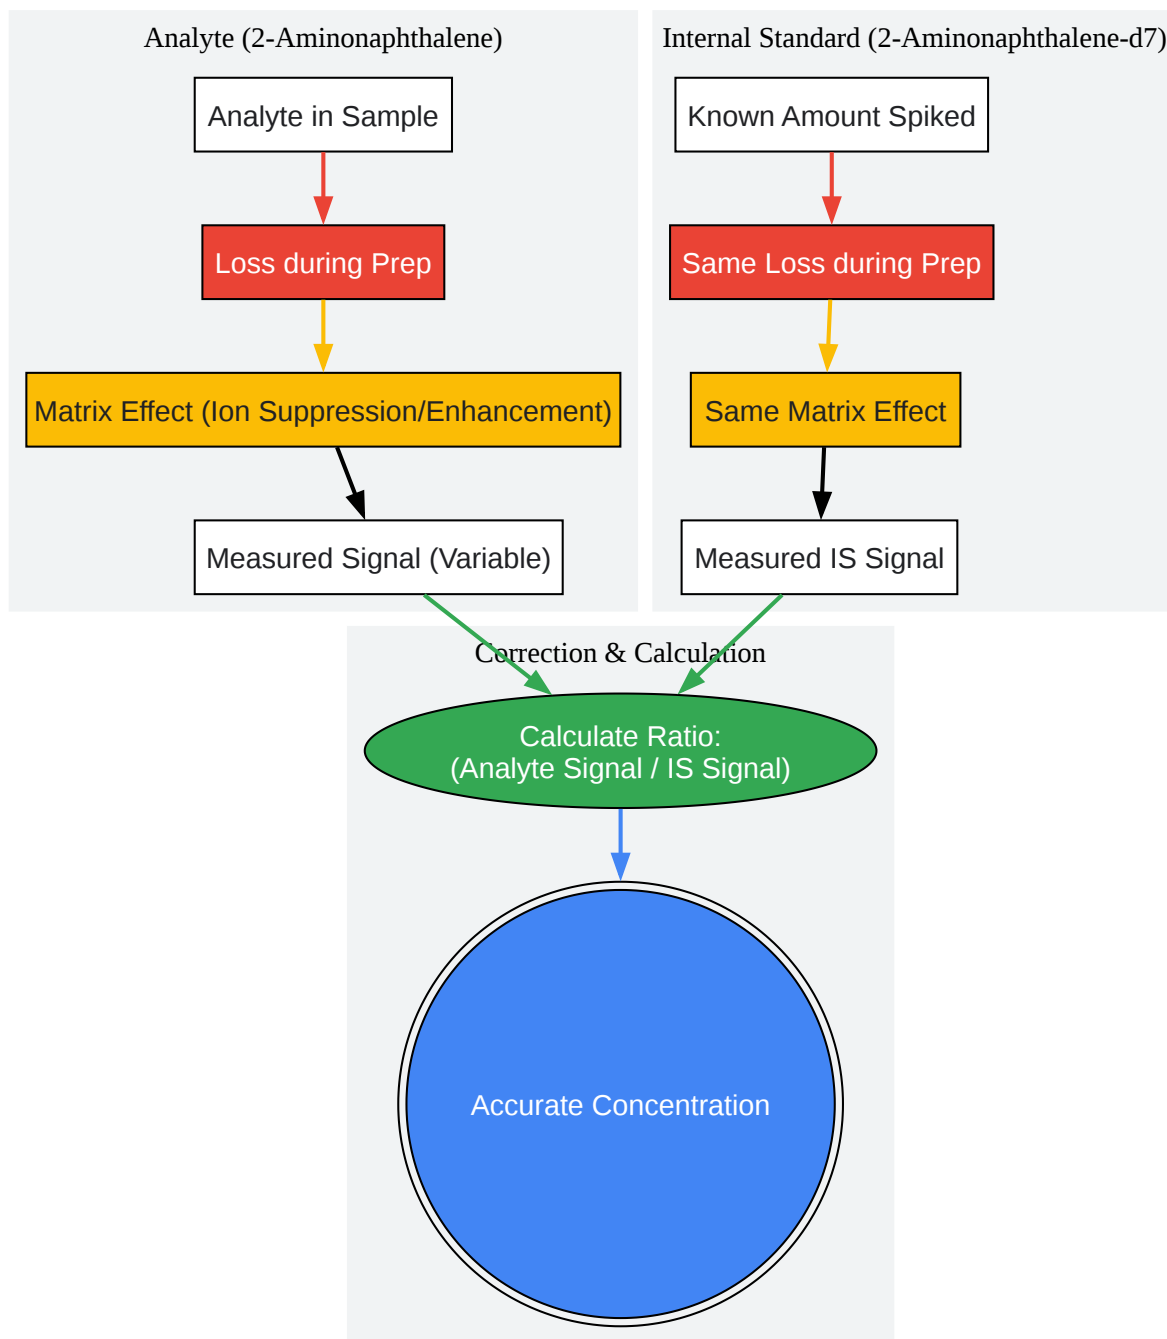 Analyte (2-Aminonaphthalene)
Analyte in Sample
Loss during Prep
Matrix Effect (Ion Suppression/Enhancement)
Measured Signal (Variable)
Internal Standard (2-Aminonaphthalene-d7)
Known Amount Spiked
Same Loss during Prep
Same Matrix Effect
Measured IS Signal
Correction & Calculation
Calculate Ratio:
(Analyte Signal / IS Signal)
Accurate Concentration